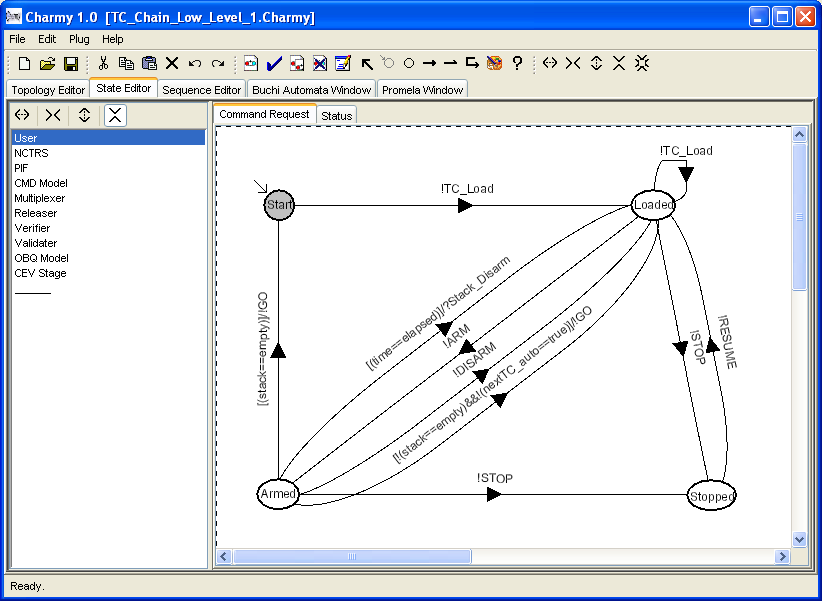 Charmy 1.0 [TC_Chain_Low_Level_1.Charmy]
File Edit Plug Help
Topology Editor State Editor Sequence Editor Buchi Automata Window Promela Window
Command Request Status
User
NCTRS
PIF
CMD Model
Multiplexer
Releaser
Verifier
Validater
OBQ Model
CEV Stage
!TC_Load
!TC_Load
Start
Loaded
[(time==elapsed)]/?Stack_Disarm
!ARM
!DISARM
[!(stack==empty)&&!(nextTC_auto==true)]/!GO
[(stack==empty)]/!GO
!STOP
!RESUME
!STOP
Armed
Stopped
Ready.